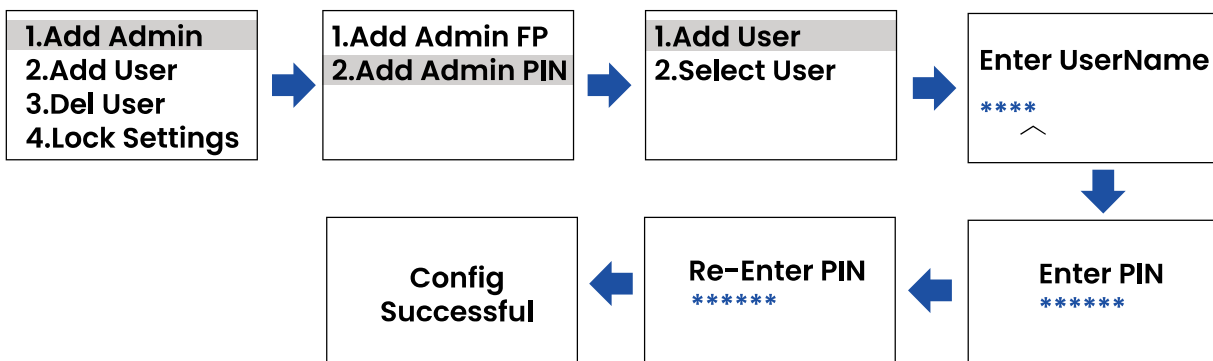 1.Add Admin
2.Add User
3.Del User
4.Lock Settings
1.Add Admin FP
2.Add Admin PIN
1.Add User
2.Select User
Enter UserName
****
Enter PIN
******
Re-Enter PIN
******
Config
Successful